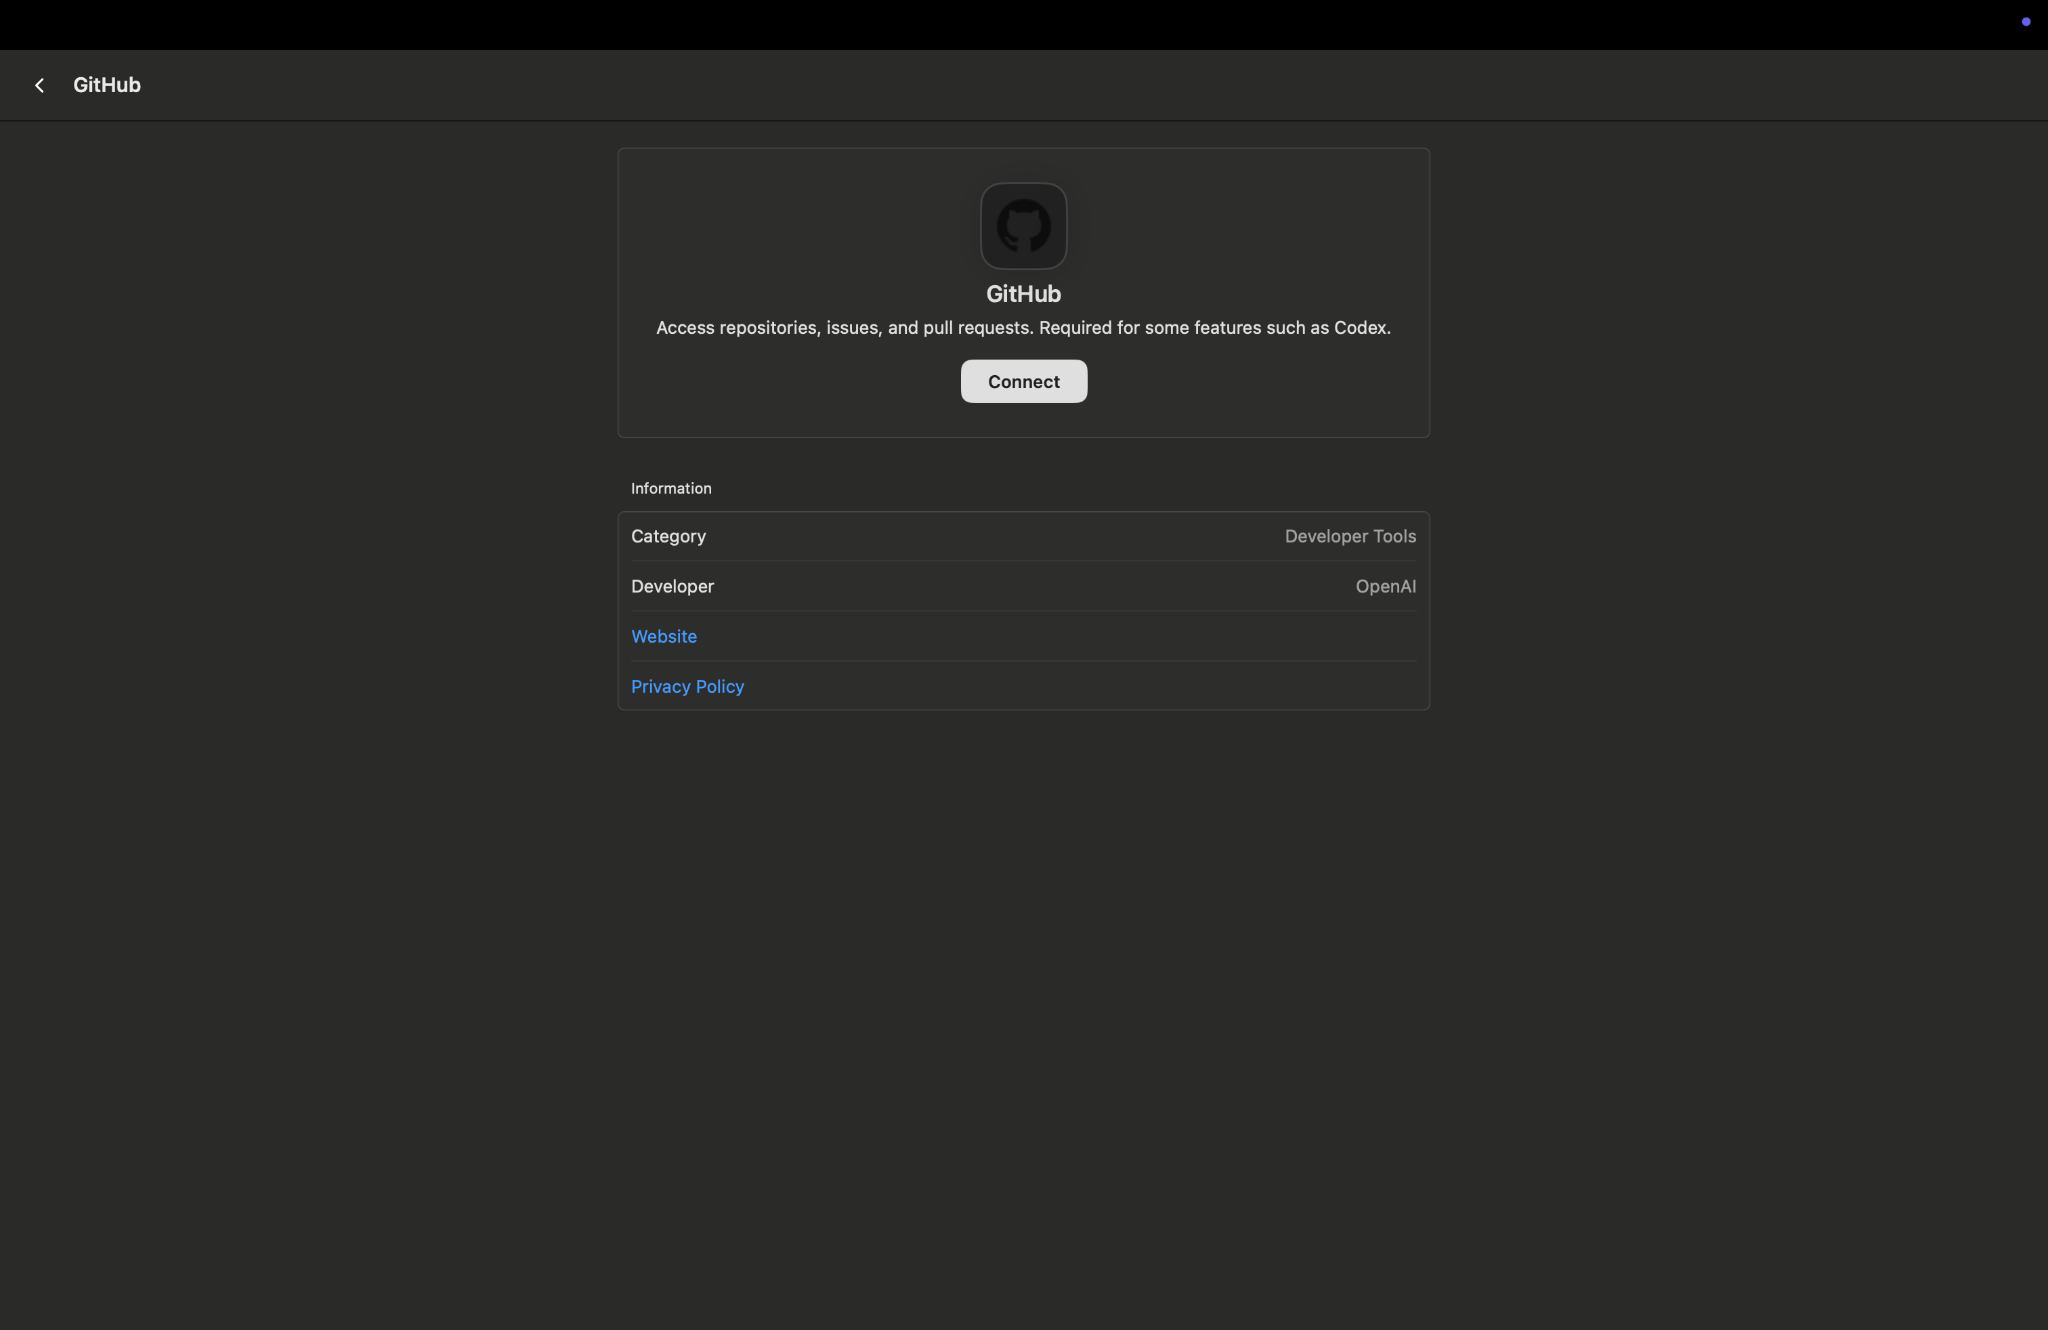 GitHub
GitHub
Access repositories, issues, and pull requests. Required for some features such as Codex.
Connect
Information
Category Developer Tools
Developer OpenAI
Website
Privacy Policy